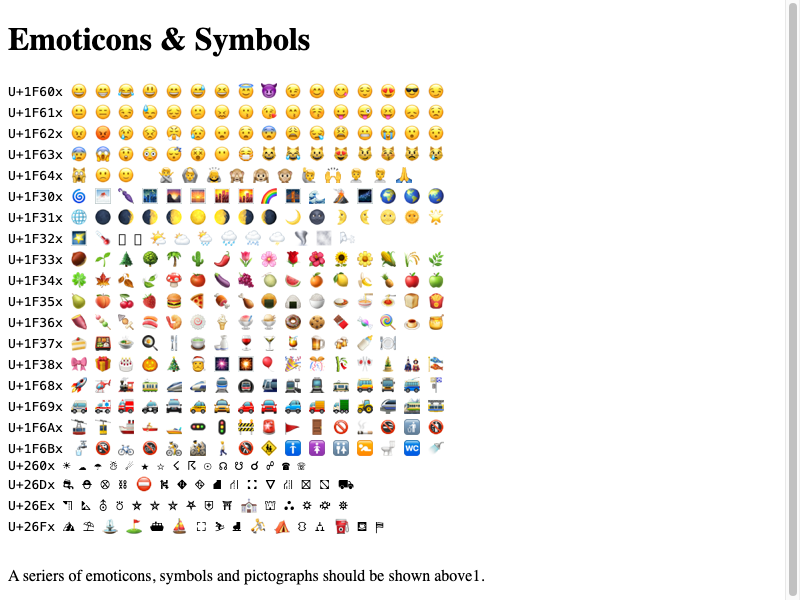 Emoticons & Symbols
U+1F60x
U+1F61x
U+1F62x
U+1F63x
U+1F64x
U+1F30x
U+1F31x
U+1F32x
U+1F33x
U+1F34x
U+1F35x
U+1F36x
U+1F37x
U+1F38x
U+1F68x
U+1F69x
U+1F6Ax
U+1F6Bx
U+260x
U+26Dx
U+26Ex
U+26Fx
A seriers of emoticons, symbols and pictographs should be shown above1.